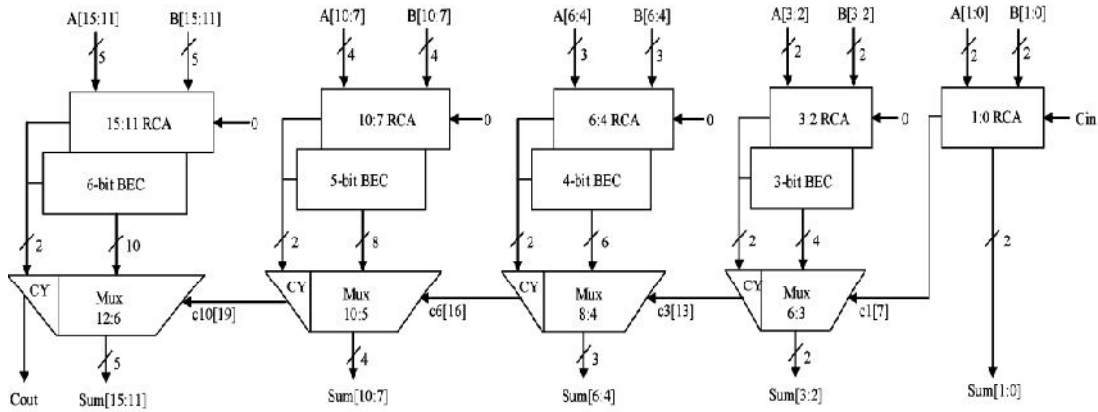 A[15:11] B[15:11] A[10:7] B[10:7] A[6:4] B[6:4] A[3:2] B[3:2] A[1:0] B[1:0]
5 5 4 4 3 3 2 2 2 2
15:11 RCA 0 10:7 RCA 0 6:4 RCA 0 3:2 RCA 0 1:0 RCA Cin
6-bit BEC 5-bit BEC 4-bit BEC 3-bit BEC
2 10 2 8 2 6 2 4 2
CY Mux CY Mux CY Mux CY Mux
12:6 c10[19] 10:5 c6[16] 8:4 c3[13] 6:3 c1[7]
5 4 3 2
Cout Sum[15:11] Sum[10:7] Sum[6:4] Sum[3:2] Sum[1:0]